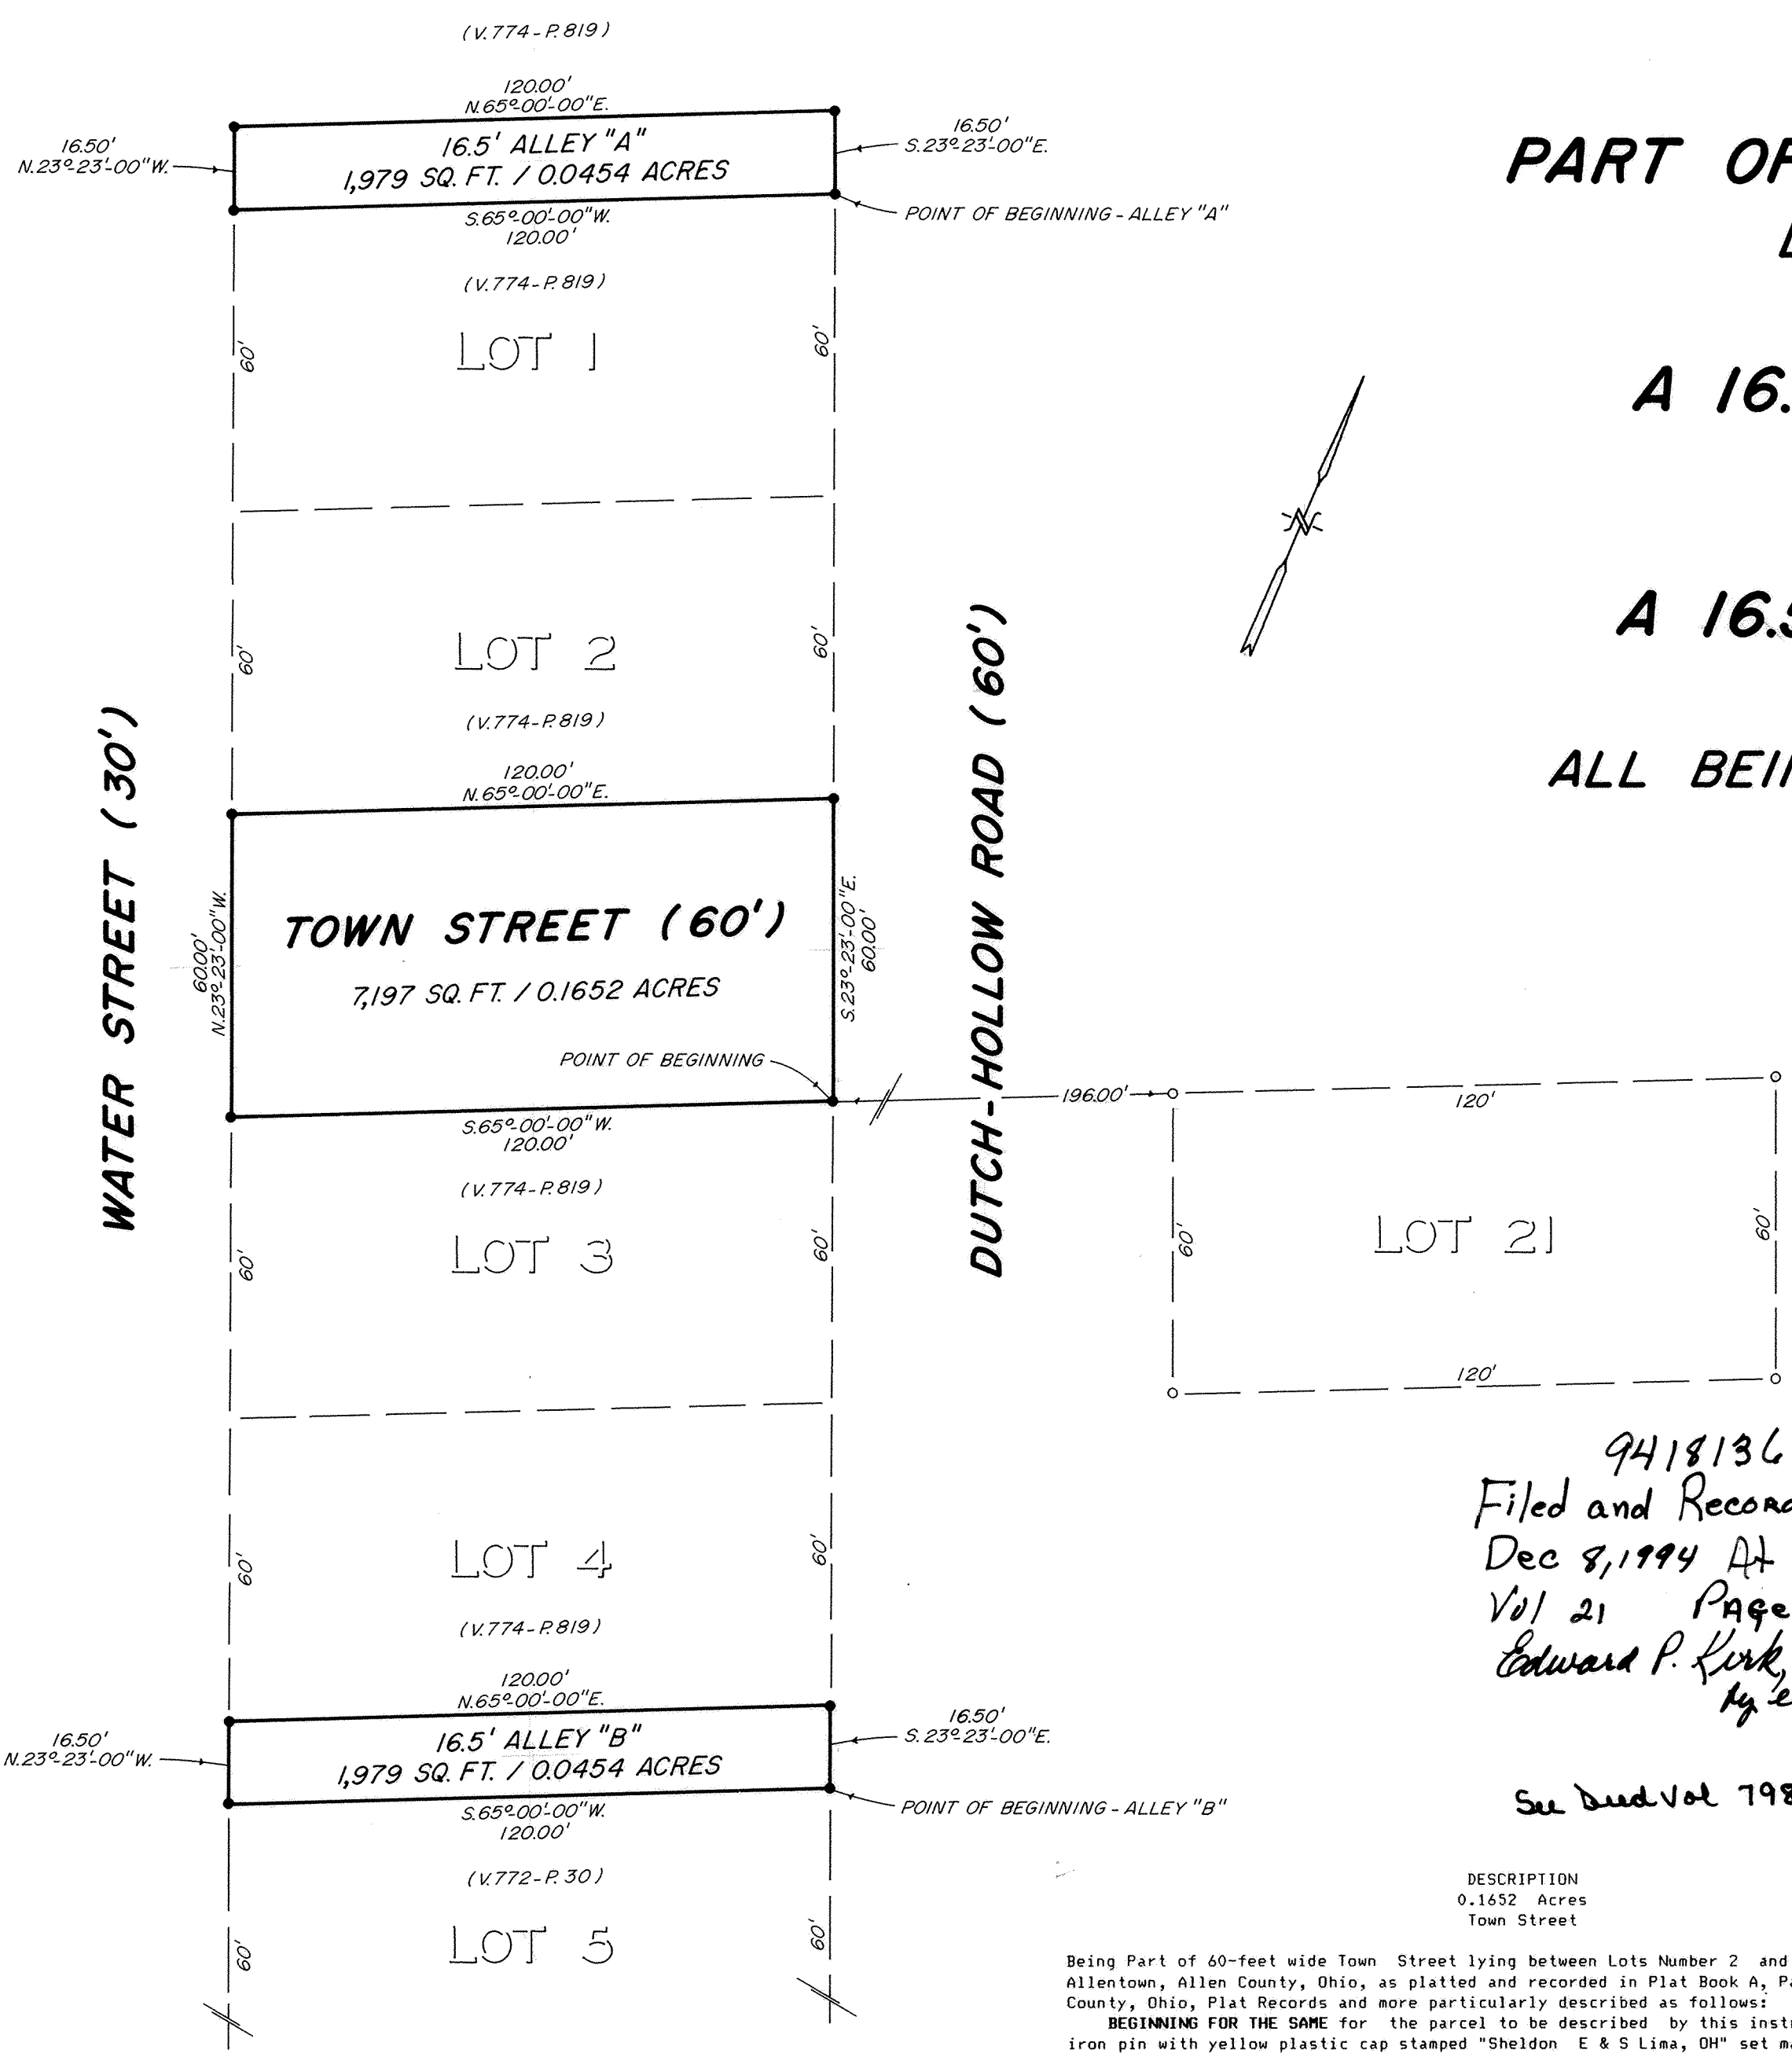 (V.774-P.819)
120.00'
N.65°-00'-00"E.
16.50'
N.23°-23'-00"W.
16.5' ALLEY "A"
1,979 SQ. FT. / 0.0454 ACRES
16.50'
S.23°-23'-00"E.
S.65°-00'-00"W.
120.00'
POINT OF BEGINNING - ALLEY "A"
(V.774-P.819)
60'
LOT 1
60'
60'
LOT 2
60'
(V.774-P.819)
120.00'
N.65°-00'-00"E.
WATER STREET (30')
60.00'
N.23°-23'-00"W.
TOWN STREET (60')
7,197 SQ. FT. / 0.1652 ACRES
POINT OF BEGINNING
S.23°-23'-00"E.
60.00'
DUTCH-HOLLOW ROAD (60')
S.65°-00'-00"W.
120.00'
196.00'
120'
60'
LOT 21
60'
120'
(V.774-P.819)
60'
LOT 3
60'
60'
LOT 4
60'
(V.774-P.819)
120.00'
N.65°-00'-00"E.
16.50'
N.23°-23'-00"W.
16.5' ALLEY "B"
1,979 SQ. FT. / 0.0454 ACRES
16.50'
S.23°-23'-00"E.
S.65°-00'-00"W.
120.00'
POINT OF BEGINNING - ALLEY "B"
(V.772-P.30)
60'
LOT 5
60'
N
PART OF
A 16.
A 16.5
ALL BEIN
9418136
Filed and Record
Dec 8, 1994 At
Vol 21 PAGE
Edward P. Kirk,
by
See Deed Vol 798
DESCRIPTION
0.1652 Acres
Town Street
Being Part of 60-feet wide Town Street lying between Lots Number 2 and
Allentown, Allen County, Ohio, as platted and recorded in Plat Book A, Pa
County, Ohio, Plat Records and more particularly described as follows:
BEGINNING FOR THE SAME for the parcel to be described by this instr
iron pin with yellow plastic cap stamped "Sheldon E & S Lima, OH" set m